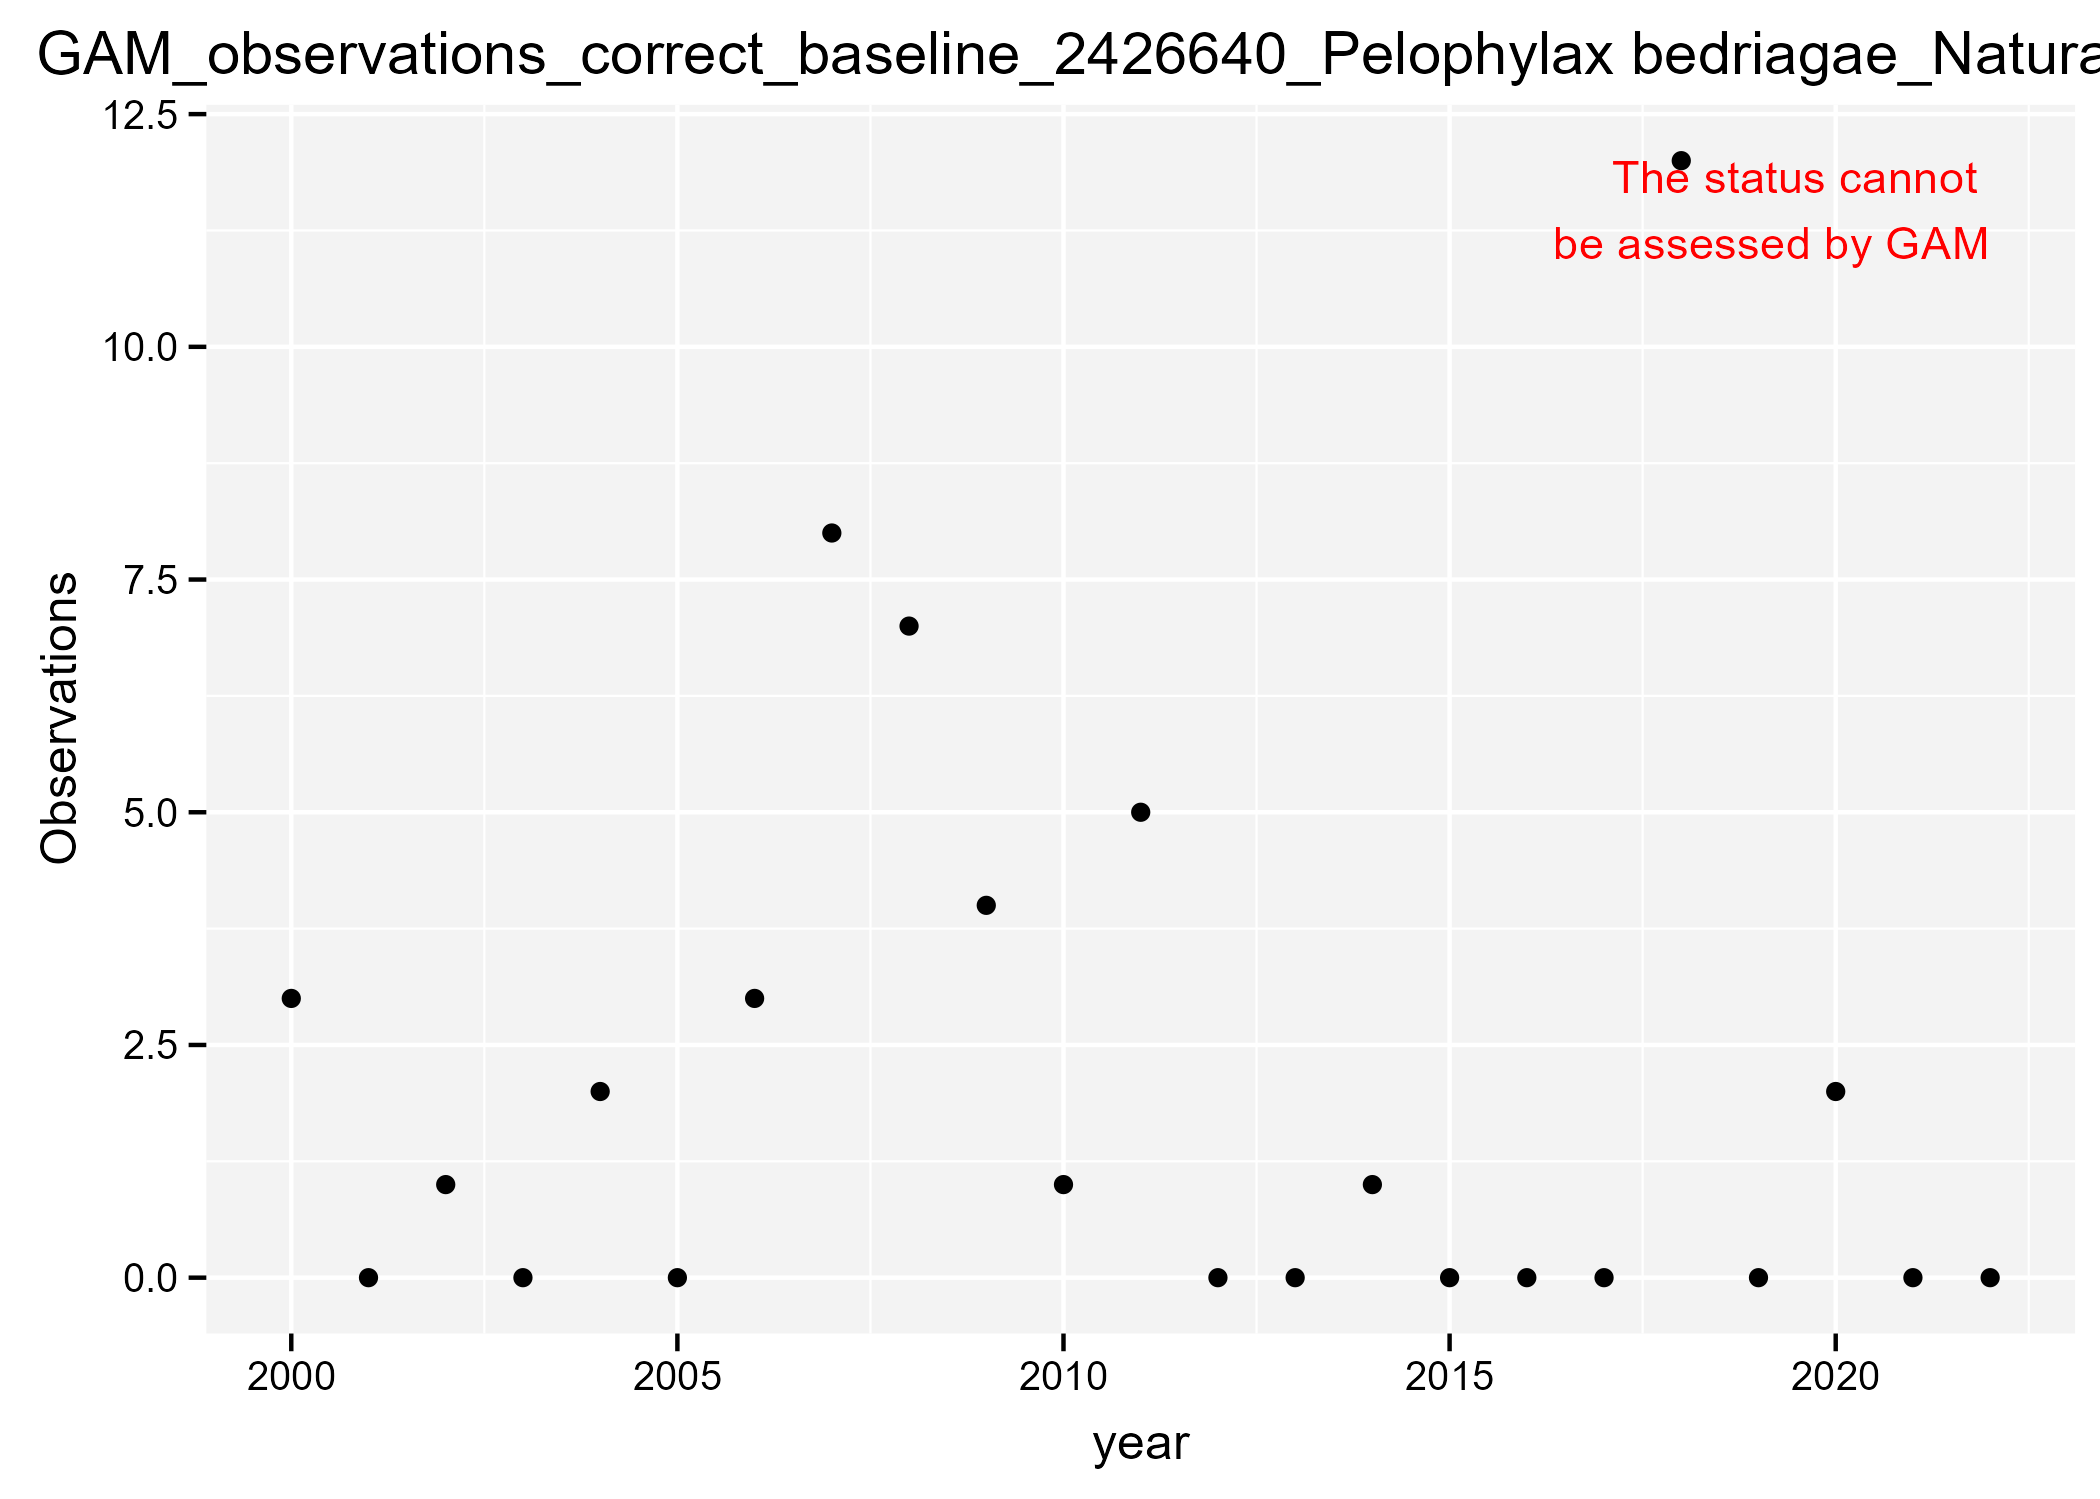 GAM_observations_correct_baseline_2426640_Pelophylax bedriagae_Natura
12.5
The status cannot
be assessed by GAM
10.0
7.5
5.0
2.5
0.0
Observations
2000 2005 2010 2015 2020
year